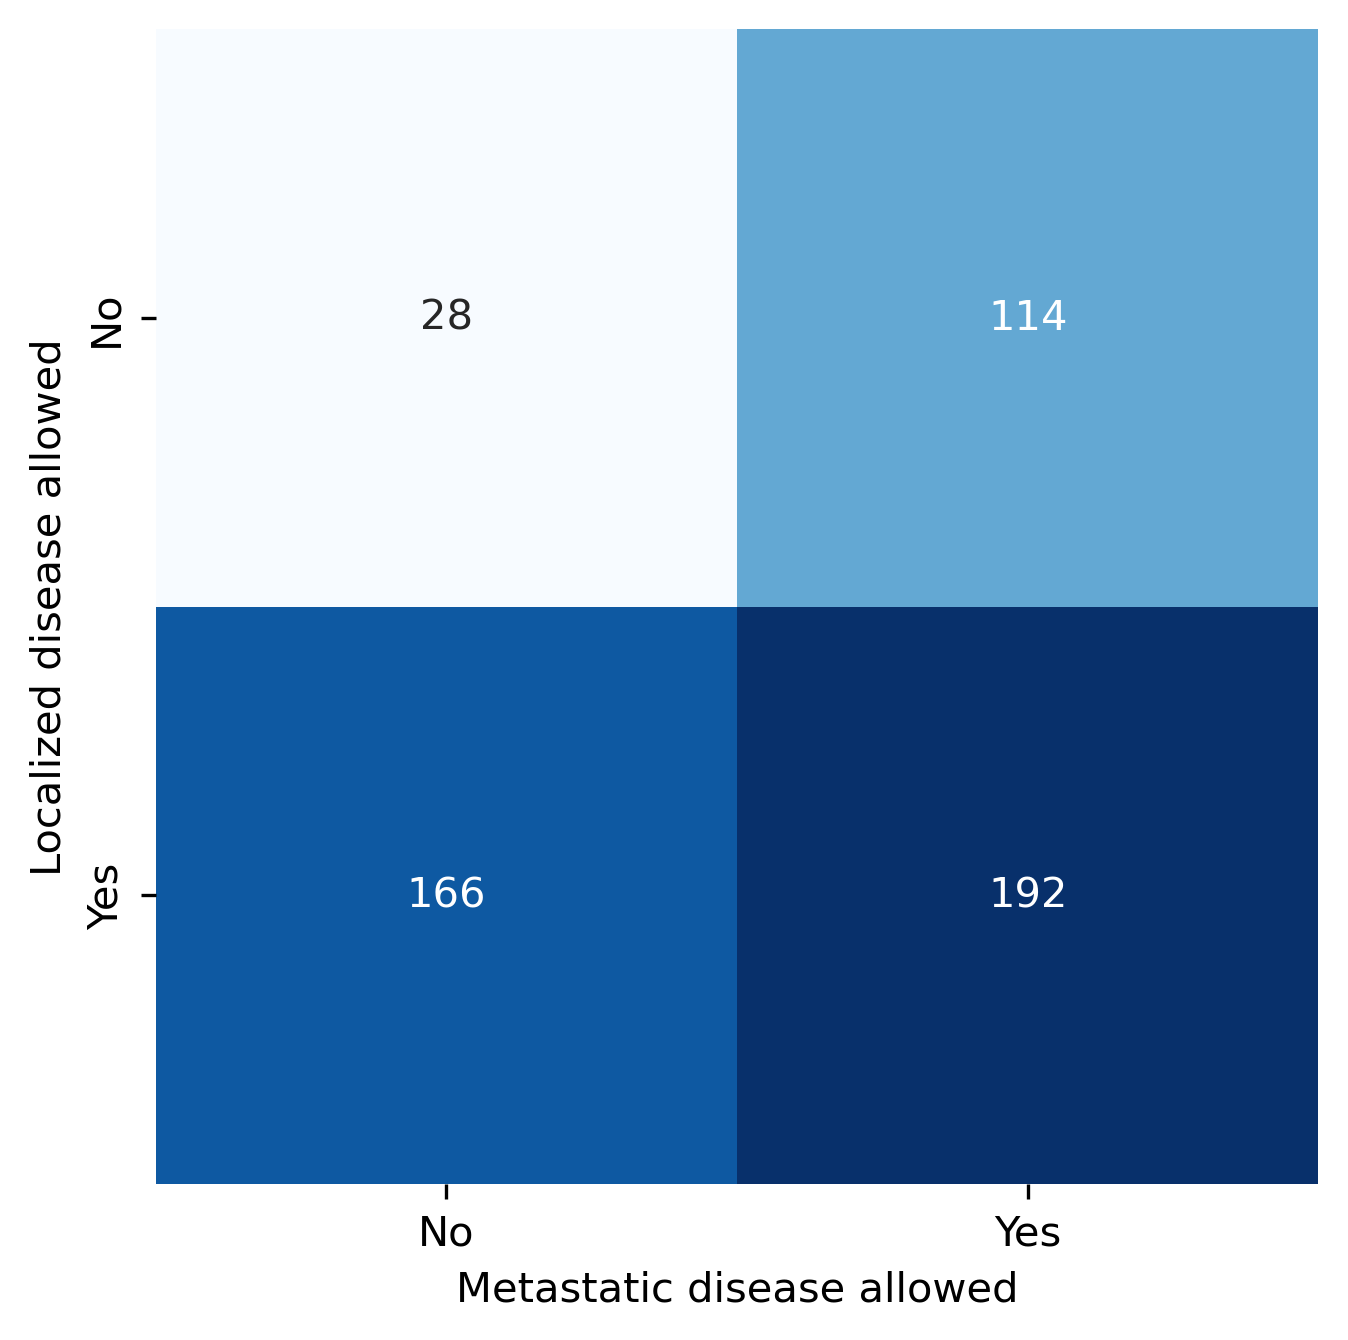 Localized disease allowed
No
28
114
Yes
166
192
No
Yes
Metastatic disease allowed